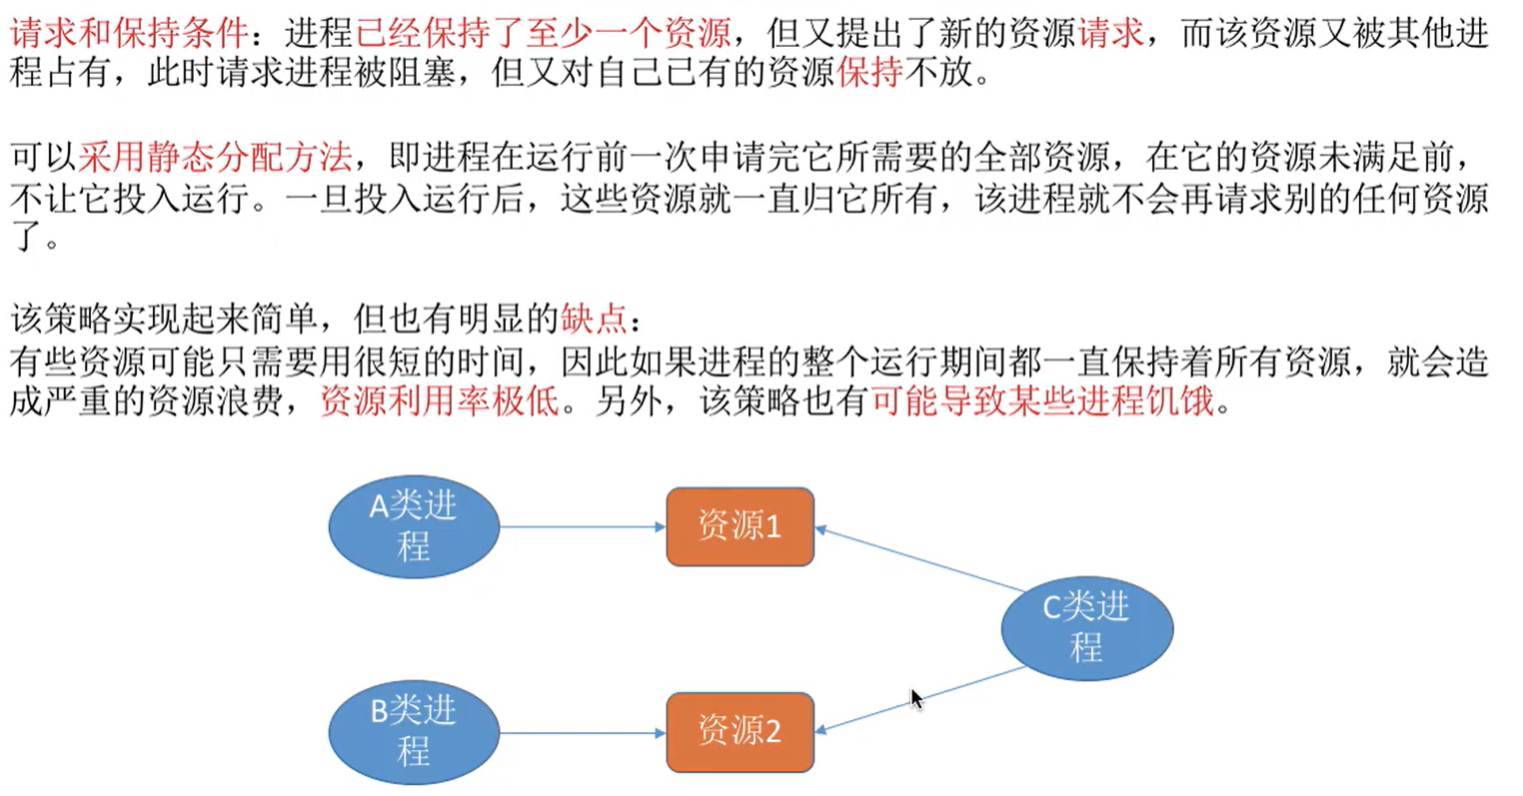 请求和保持条件：进程已经保持了至少一个资源，但又提出了新的资源请求，而该资源又被其他进
程占有，此时请求进程被阻塞，但又对自己已有的资源保持不放。
可以采用静态分配方法，即进程在运行前一次申请完它所需要的全部资源，在它的资源未满足前，
不让它投入运行。一旦投入运行后，这些资源就一直归它所有，该进程就不会再请求别的任何资源
了。
该策略实现起来简单，但也有明显的缺点：
有些资源可能只需要用很短的时间，因此如果进程的整个运行期间都一直保持着所有资源，就会造
成严重的资源浪费，资源利用率极低。另外，该策略也有可能导致某些进程饥饿。
A类进
程
资源1
C类进
程
B类进
程
资源2